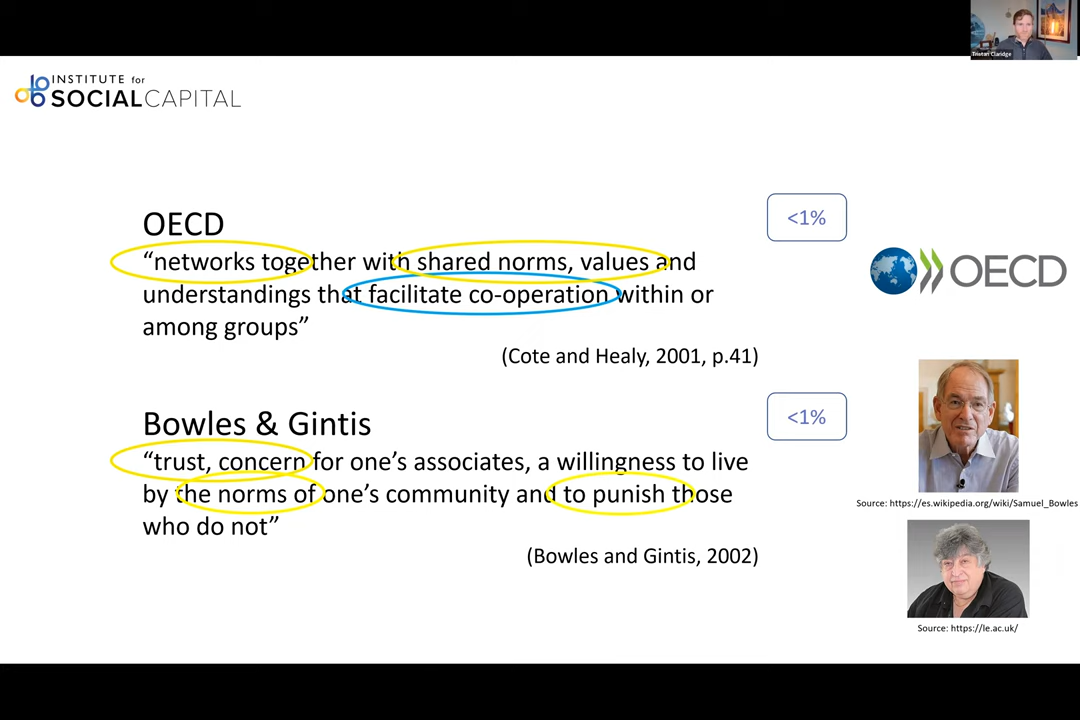 Tristan Claridge
INSTITUTE for
SOCIALCAPITAL
OECD
<1%
“networks together with shared norms, values and
understandings that facilitate co-operation within or
among groups”
(Cote and Healy, 2001, p.41)
OECD
Bowles & Gintis
<1%
“trust, concern for one’s associates, a willingness to live
by the norms of one’s community and to punish those
who do not”
(Bowles and Gintis, 2002)
Source: https://es.wikipedia.org/wiki/Samuel_Bowles
Source: https://le.ac.uk/